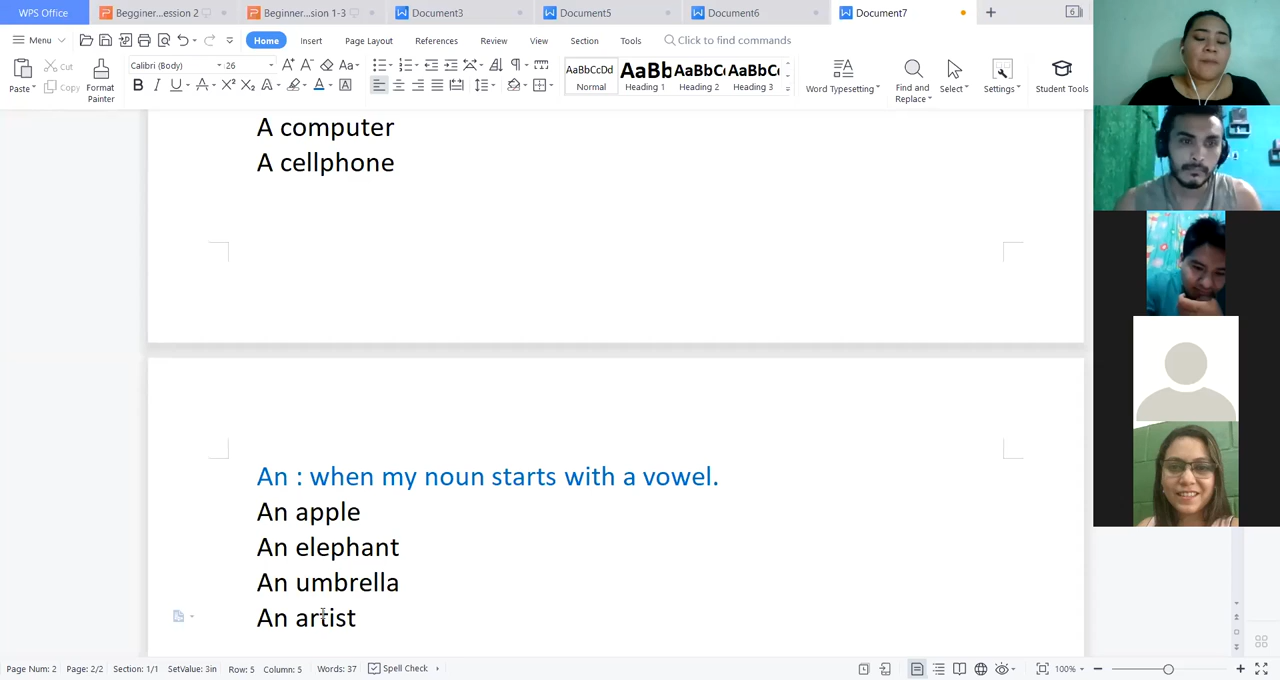 WPS Office
Begginer...ession 2
Beginner...sion 1-3
Document3
Document5
Document6
Document7
6
Menu
Home
Insert
Page Layout
References
Review
View
Section
Tools
Click to find commands
Paste
Cut
Copy
Format Painter
Calibri (Body)
26
AaBbCcDd
Normal
AaBb
Heading 1
AaBbC
Heading 2
AaBbC
Heading 3
Word Typesetting
Find and Replace
Select
Settings
Student Tools
A computer
A cellphone
An : when my noun starts with a vowel.
An apple
An elephant
An umbrella
An artist
Page Num: 2
Page: 2/2
Section: 1/1
SetValue: 3in
Row: 5
Column: 5
Words: 37
Spell Check
100%